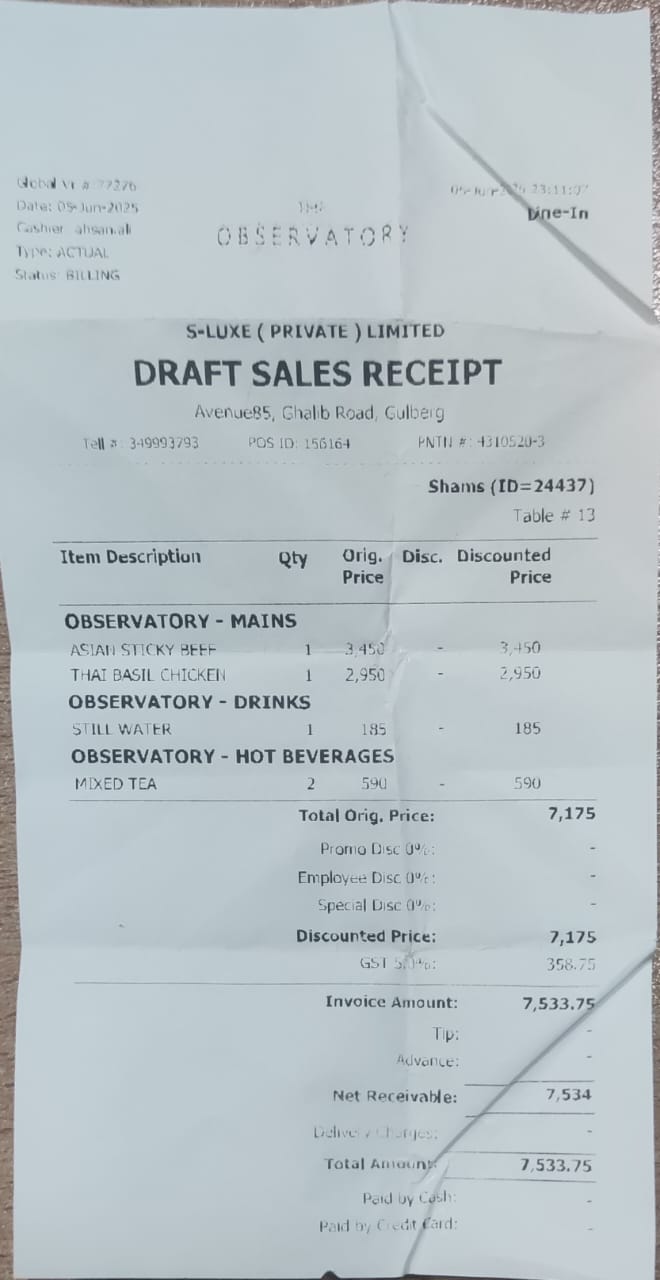 Global Vr #: 77276
Date: 05-Jun-2025
Cashier ahsan.ali
Type: ACTUAL
Status: BILLING
23:11:07
Dine-In
THE
OBSERVATORY
S-LUXE ( PRIVATE ) LIMITED
DRAFT SALES RECEIPT
Avenue85, Ghalib Road, Gulberg
Tell #: 349993793 POS ID: 156164 PNTN #: 4310520-3
Shams (ID=24437)
Table # 13
Item Description Qty Orig. Price Disc. Discounted Price
OBSERVATORY - MAINS
ASIAN STICKY BEEF 1 3,450 - 3,450
THAI BASIL CHICKEN 1 2,950 - 2,950
OBSERVATORY - DRINKS
STILL WATER 1 185 - 185
OBSERVATORY - HOT BEVERAGES
MIXED TEA 2 590 - 590
Total Orig. Price: 7,175
Promo Disc 0%: -
Employee Disc 0%: -
Special Disc 0%: -
Discounted Price: 7,175
GST 5.0%: 358.75
Invoice Amount: 7,533.75
Tip: -
Advance: -
Net Receivable: 7,534
Delivery Charges: -
Total Amount: 7,533.75
Paid by Cash: -
Paid by Credit Card: -